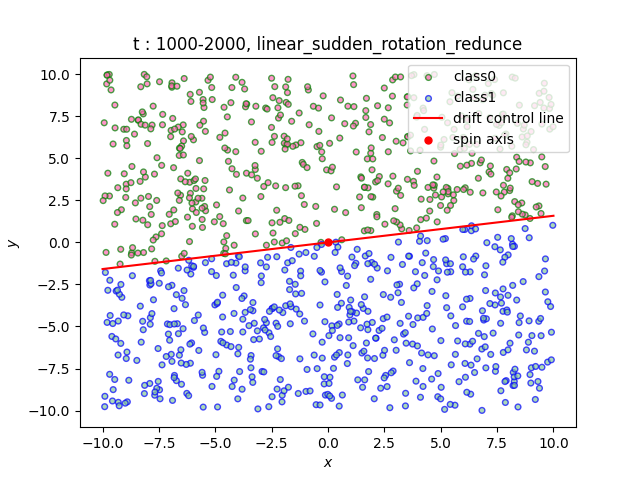 t : 1000-2000, linear_sudden_rotation_redunce
10.0
7.5
5.0
2.5
0.0
−2.5
−5.0
−7.5
−10.0
y
class0
class1
drift control line
spin axis
−10.0 −7.5 −5.0 −2.5 0.0 2.5 5.0 7.5 10.0
x